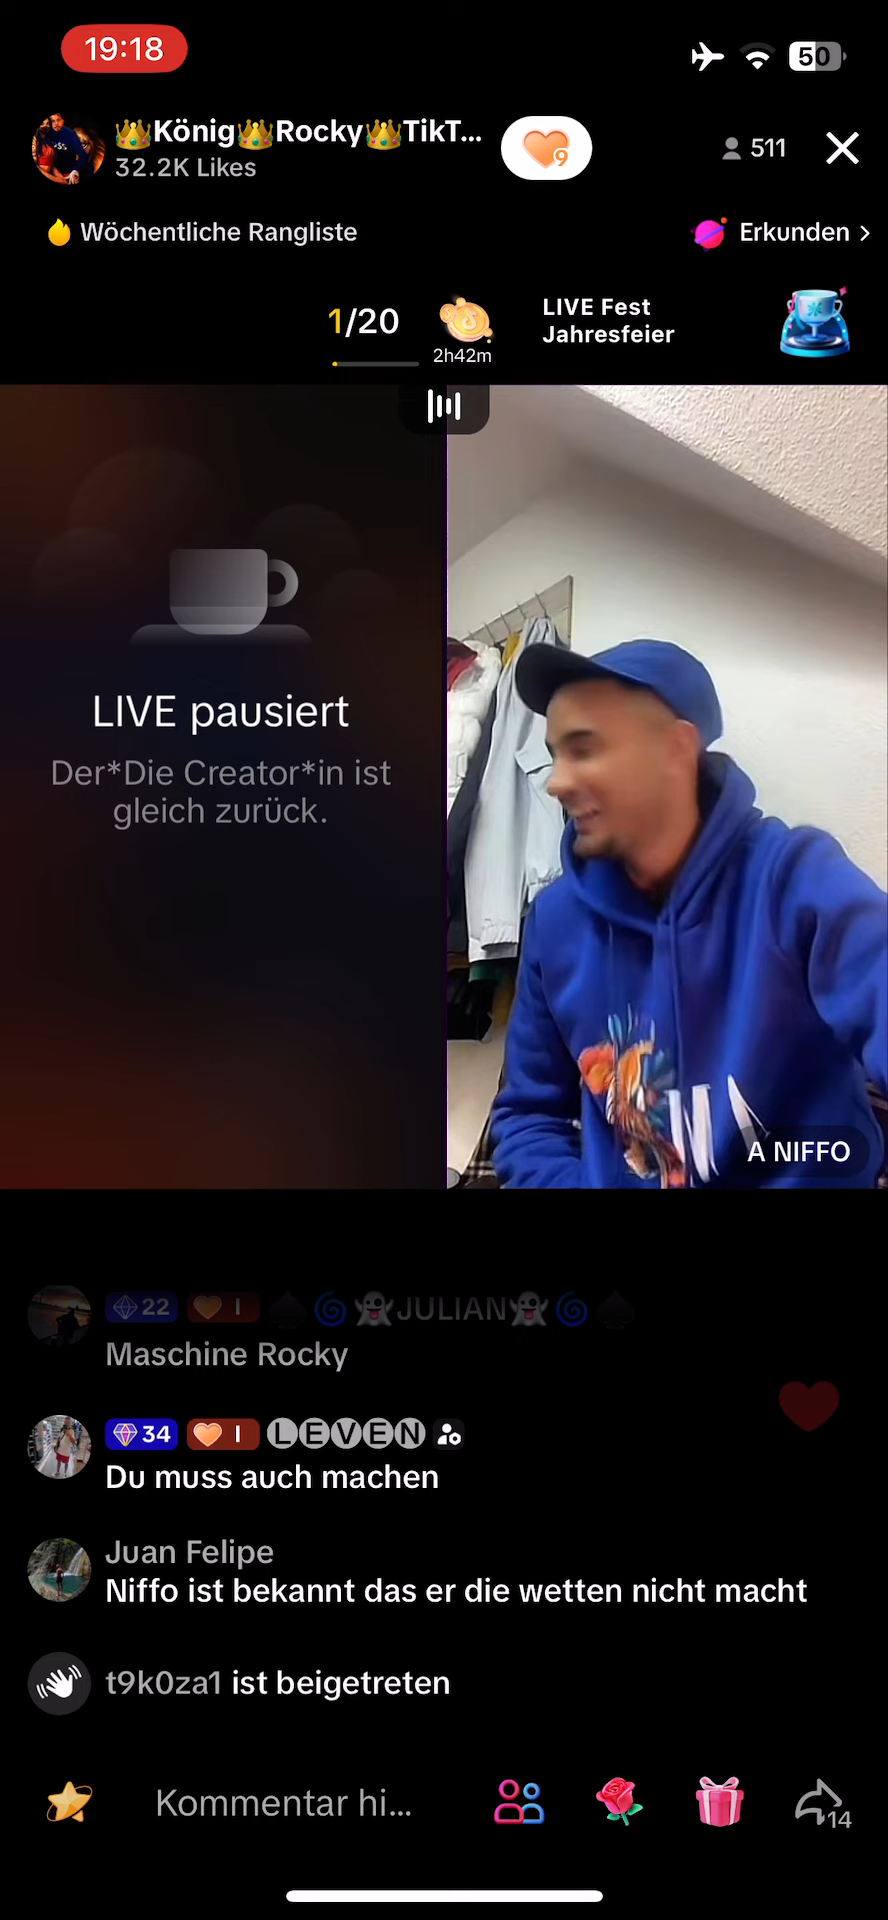 19:18
50
👑König👑Rocky👑TikT...
32.2K Likes
9
511
Wöchentliche Rangliste
Erkunden >
1/20
2h42m
LIVE Fest
Jahresfeier
LIVE pausiert
Der*Die Creator*in ist
gleich zurück.
A NIFFO
22 I ♠️🌀👻JULIAN👻🌀♠️
Maschine Rocky
34 I 🅛🅔🅥🅔🅝
Du muss auch machen
Juan Felipe
Niffo ist bekannt das er die wetten nicht macht
t9k0za1 ist beigetreten
Kommentar hi...
14